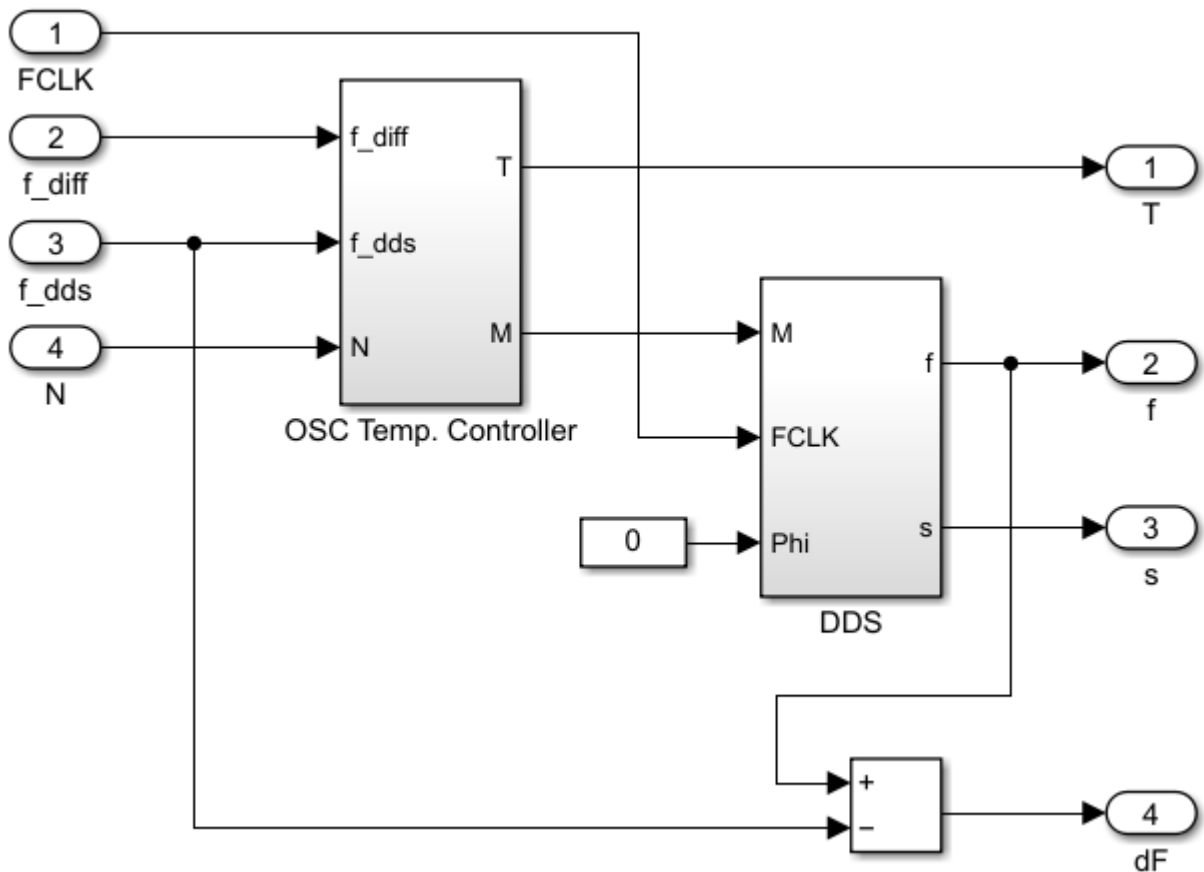 1
FCLK
2
f_diff
3
f_dds
4
N
f_diff
f_dds
N
T
M
OSC Temp. Controller
0
M
FCLK
Phi
f
s
DDS
+
−
1
T
2
f
3
s
4
dF